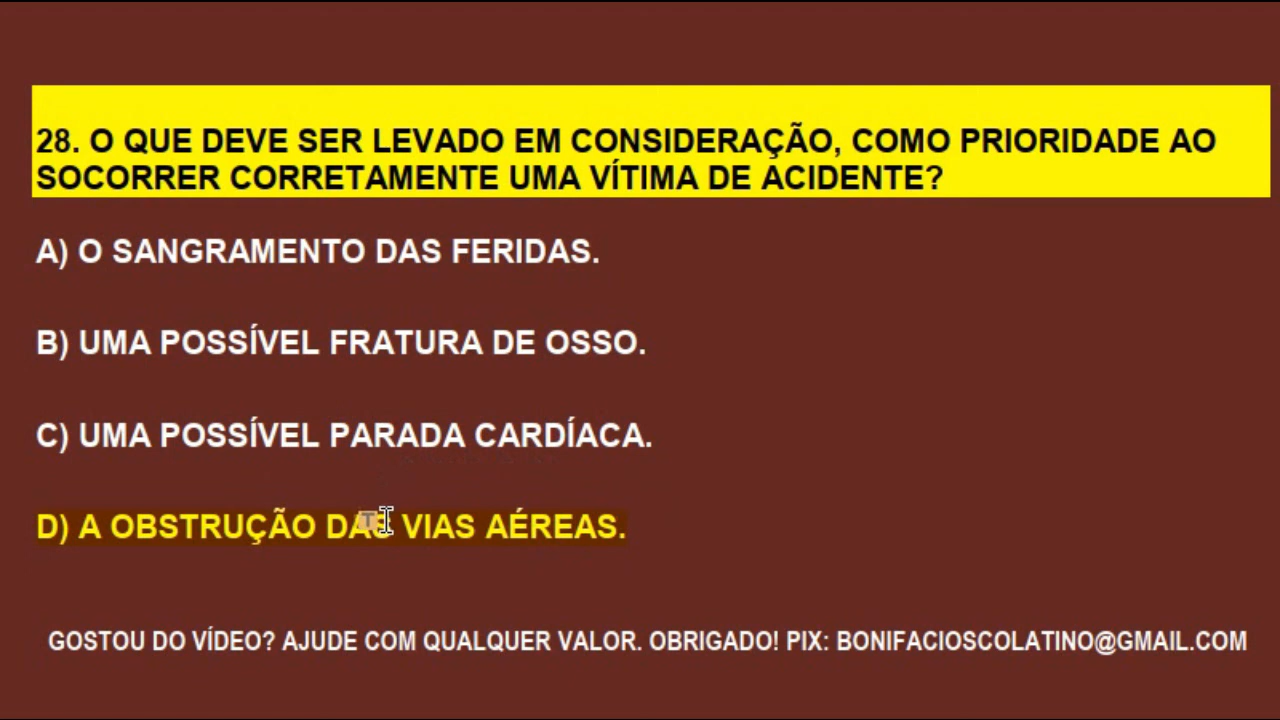 28. O QUE DEVE SER LEVADO EM CONSIDERAÇÃO, COMO PRIORIDADE AO
SOCORRER CORRETAMENTE UMA VÍTIMA DE ACIDENTE?
A) O SANGRAMENTO DAS FERIDAS.
B) UMA POSSÍVEL FRATURA DE OSSO.
C) UMA POSSÍVEL PARADA CARDÍACA.
D) A OBSTRUÇÃO DAS VIAS AÉREAS.
GOSTOU DO VÍDEO? AJUDE COM QUALQUER VALOR. OBRIGADO! PIX: BONIFACIOSCOLATINO@GMAIL.COM